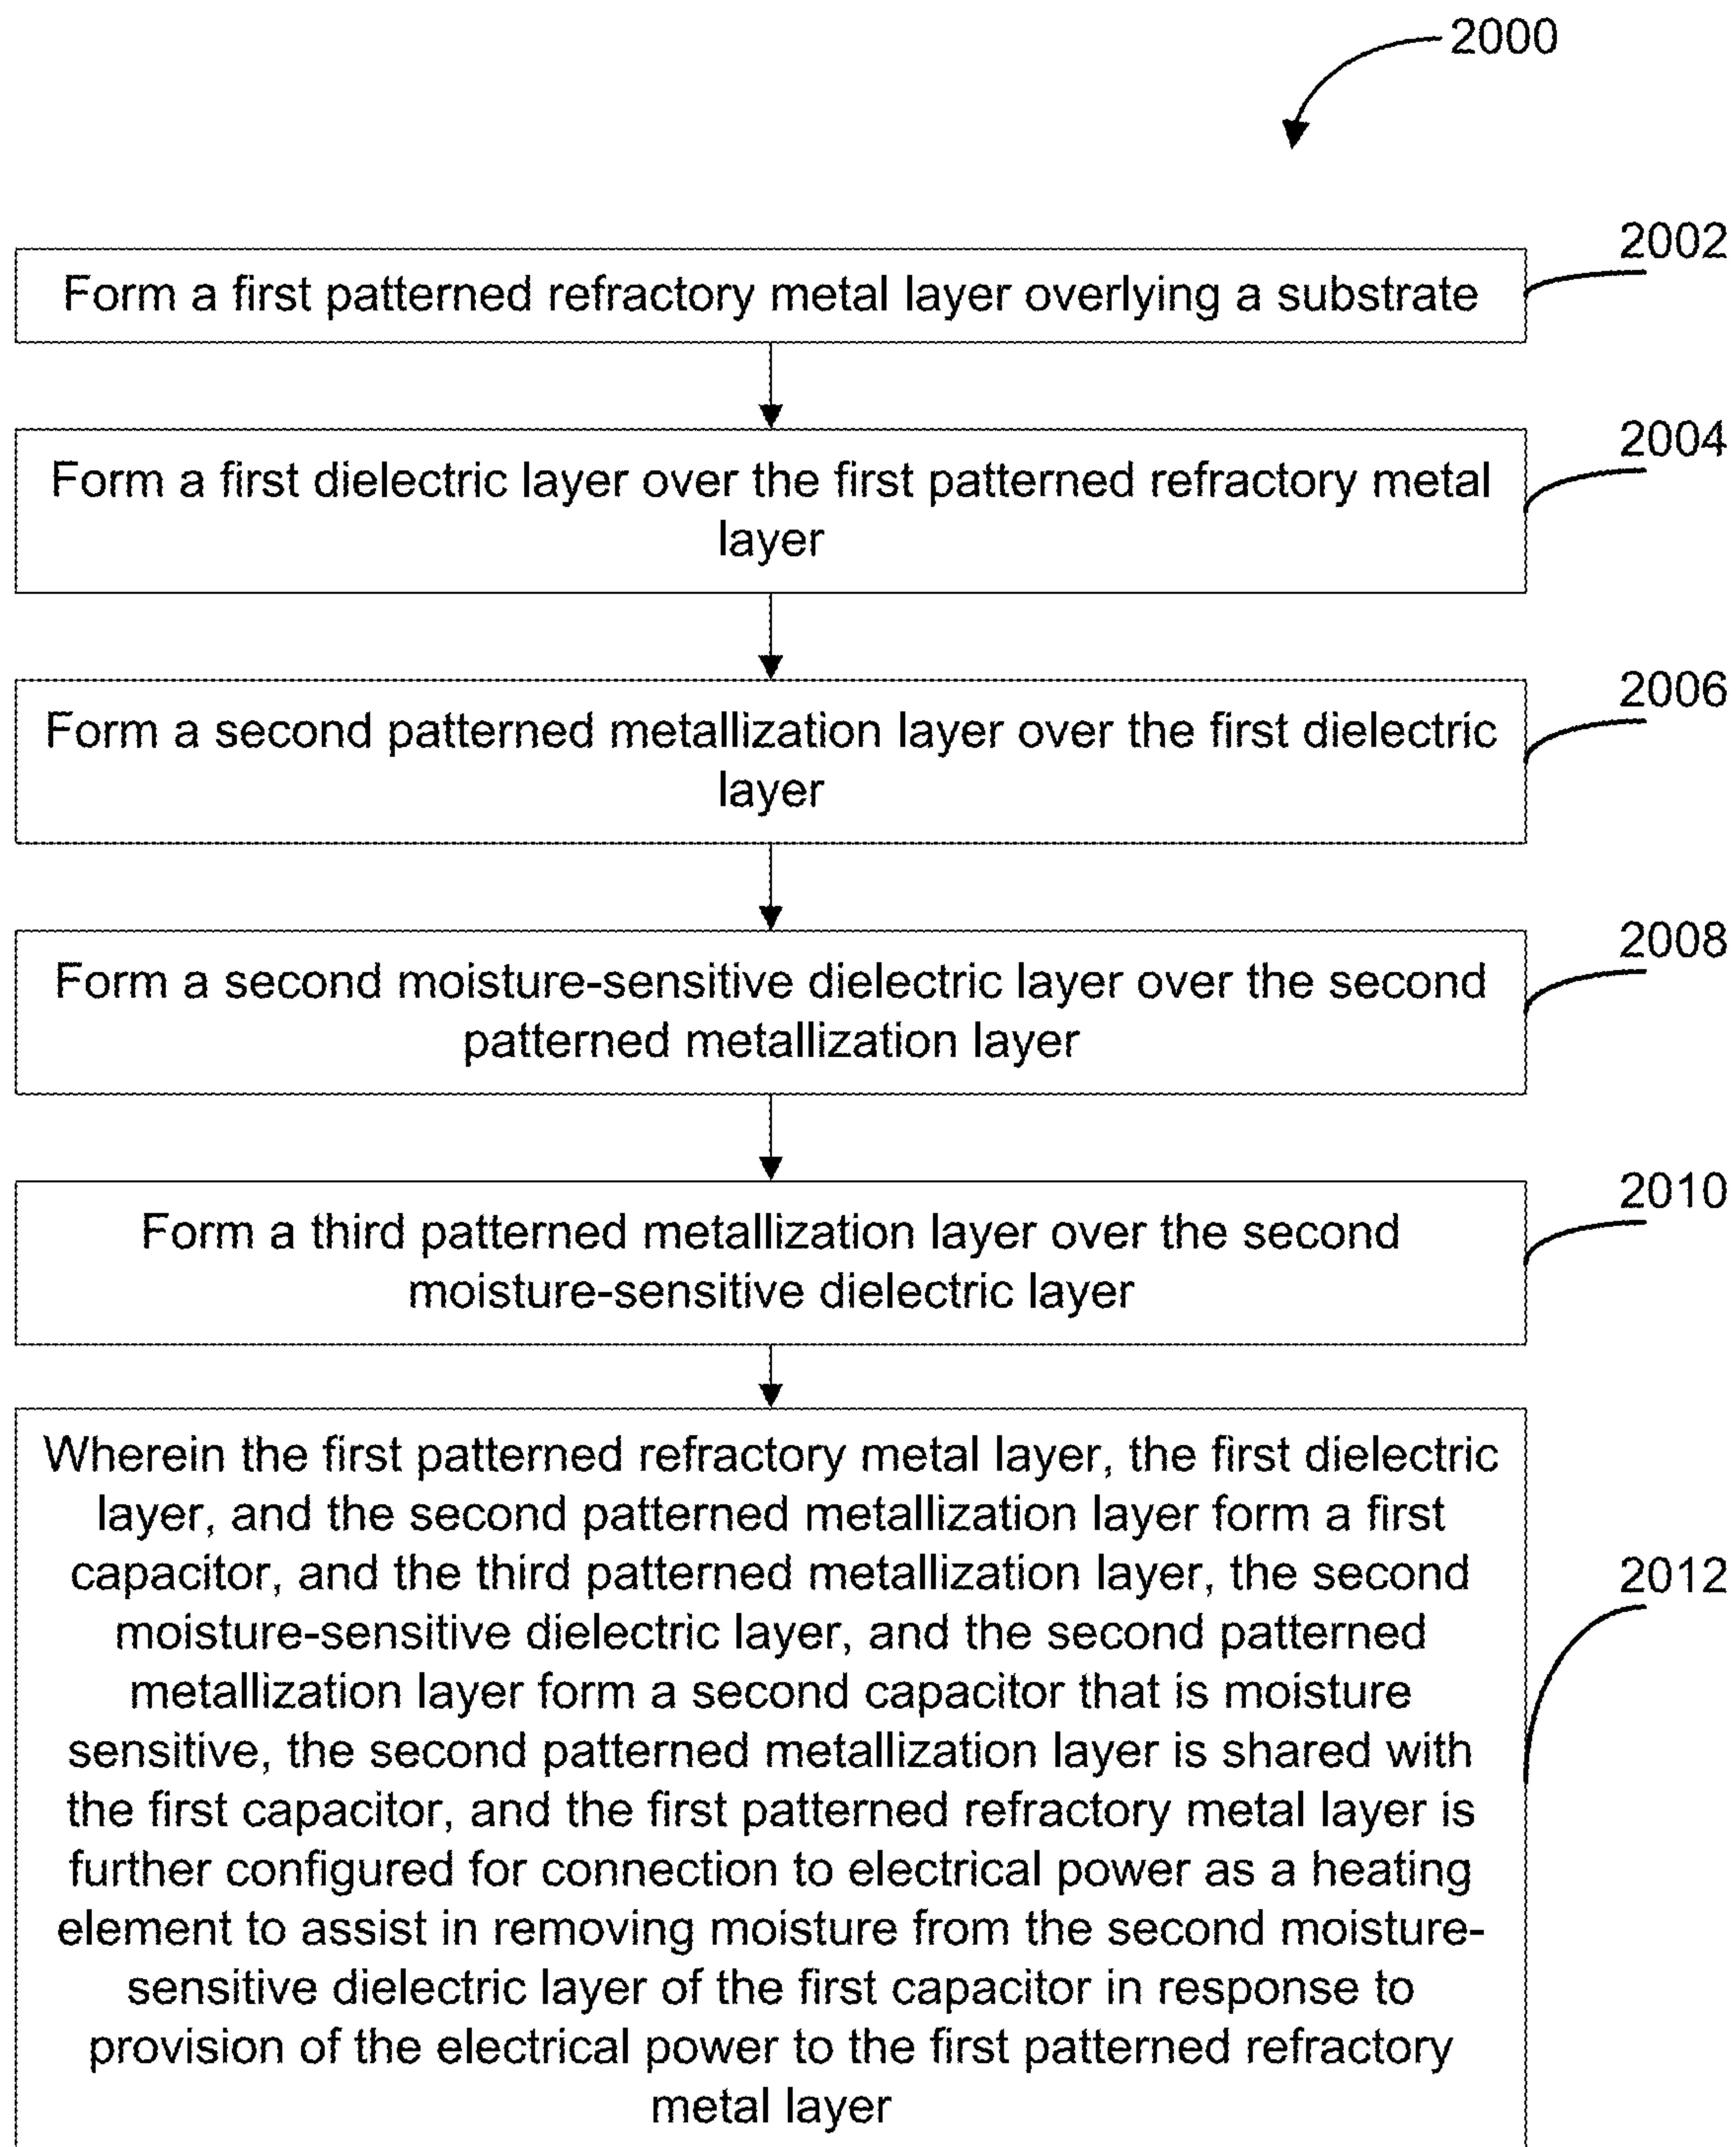 2000
2002
Form a first patterned refractory metal layer overlying a substrate
2004
Form a first dielectric layer over the first patterned refractory metal
layer
2006
Form a second patterned metallization layer over the first dielectric
layer
2008
Form a second moisture-sensitive dielectric layer over the second
patterned metallization layer
2010
Form a third patterned metallization layer over the second
moisture-sensitive dielectric layer
2012
Wherein the first patterned refractory metal layer, the first dielectric
layer, and the second patterned metallization layer form a first
capacitor, and the third patterned metallization layer, the second
moisture-sensitive dielectric layer, and the second patterned
metallization layer form a second capacitor that is moisture
sensitive, the second patterned metallization layer is shared with
the first capacitor, and the first patterned refractory metal layer is
further configured for connection to electrical power as a heating
element to assist in removing moisture from the second moisture-
sensitive dielectric layer of the first capacitor in response to
provision of the electrical power to the first patterned refractory
metal layer